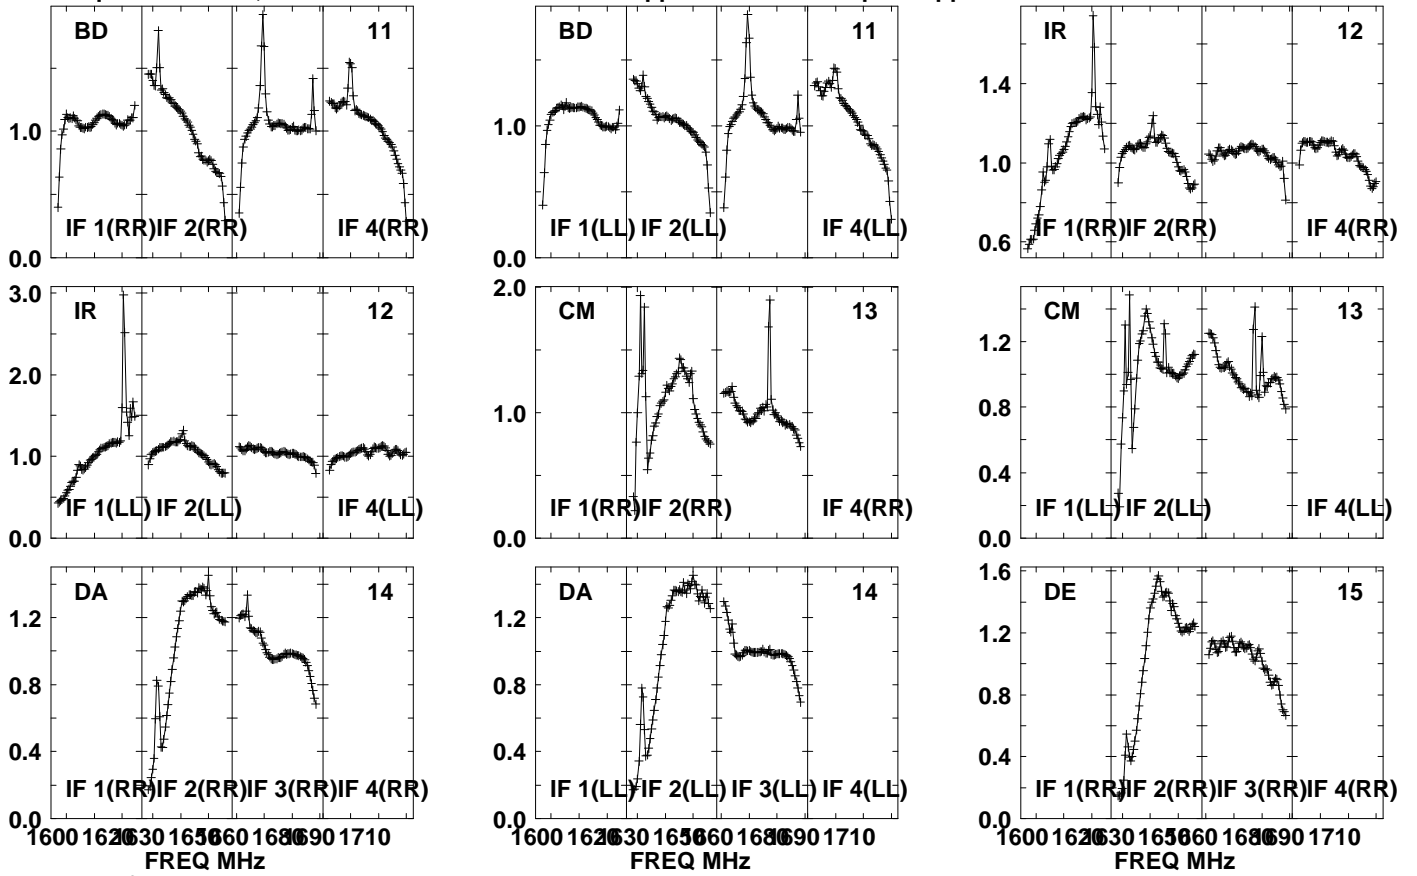 BD 11 BD 11 IR 12
1.4
1.0 1.0 1.0
IF 1(RR) IF 2(RR) IF 4(RR) IF 1(LL) IF 2(LL) IF 4(LL) IF 1(RR) IF 2(RR) IF 4(RR)
0.6
0.0 0.0
3.0 IR 12 2.0 CM 13 CM 13
1.2
2.0
1.0 0.8
1.0
0.4
IF 1(LL) IF 2(LL) IF 4(LL) IF 1(RR) IF 2(RR) IF 4(RR) IF 1(LL) IF 2(LL) IF 4(LL)
0.0 0.0 0.0
DA 14 DA 14 1.6 DE 15
1.2 1.2 1.2
0.8 0.8 0.8
0.4 0.4 0.4
IF 1(RR) IF 2(RR) IF 3(RR) IF 4(RR) IF 1(LL) IF 2(LL) IF 3(LL) IF 4(LL) IF 1(RR) IF 2(RR) IF 3(RR) IF 4(RR)
0.0 0.0 0.0
1600 1620 1630 1650 1660 1680 1690 1710 1600 1620 1630 1650 1660 1680 1690 1710 1600 1620 1630 1650 1660 1680 1690 1710
FREQ MHz FREQ MHz FREQ MHz